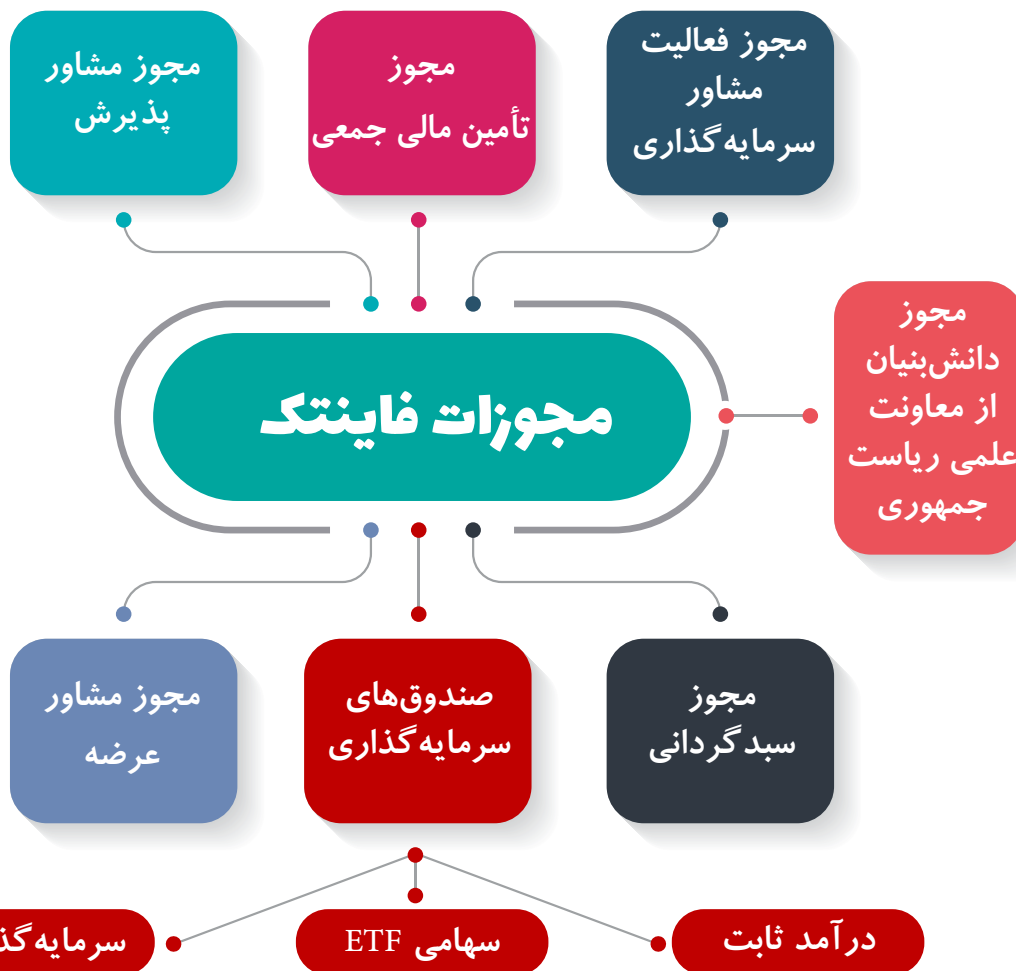 مجوز فعالیت
مشاور
سرمایه‌گذاری
مجوز
تأمین مالی جمعی
مجوز مشاور
پذیرش
مجوزات فاینتک
مجوز
دانش‌بنیان
از معاونت
علمی ریاست
جمهوری
مجوز
سبدگردانی
صندوق‌های
سرمایه‌گذاری
مجوز مشاور
عرضه
درآمد ثابت
سهامی ETF